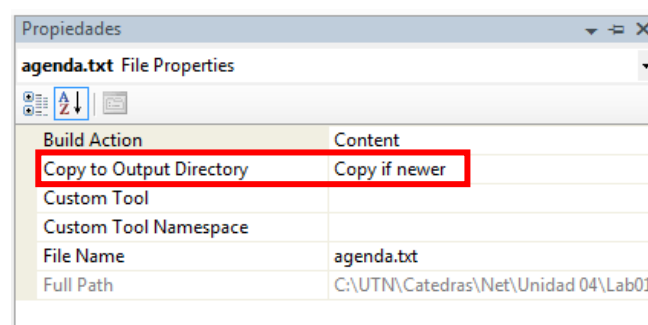 Propiedades
agenda.txt File Properties
Build Action Content
Copy to Output Directory Copy if newer
Custom Tool
Custom Tool Namespace
File Name agenda.txt
Full Path C:\UTN\Catedras\Net\Unidad 04\Lab01